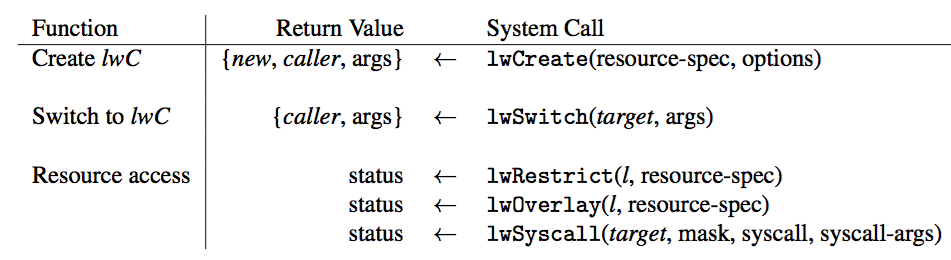 Function Return Value System Call
Create lwC {new, caller, args} ← lwCreate(resource-spec, options)
Switch to lwC {caller, args} ← lwSwitch(target, args)
Resource access status ← lwRestrict(l, resource-spec)
status ← lwOverlay(l, resource-spec)
status ← lwSyscall(target, mask, syscall, syscall-args)